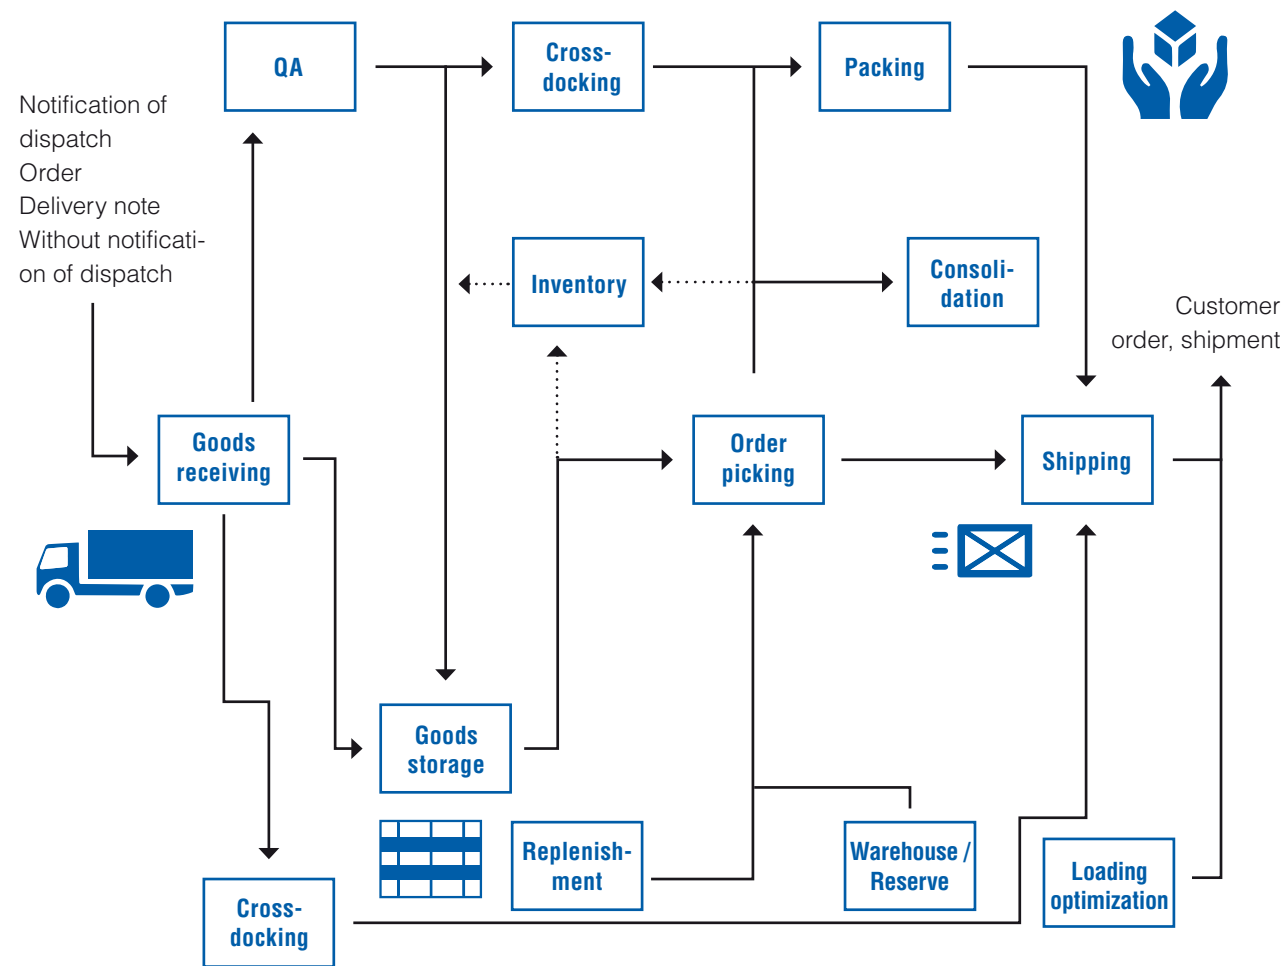 QA
Cross-
docking
Packing
Notification of
dispatch
Order
Delivery note
Without notificati-
on of dispatch
Inventory
Consoli-
dation
Customer
order, shipment
Goods
receiving
Order
picking
Shipping
Goods
storage
Replenish-
ment
Warehouse /
Reserve
Loading
optimization
Cross-
docking